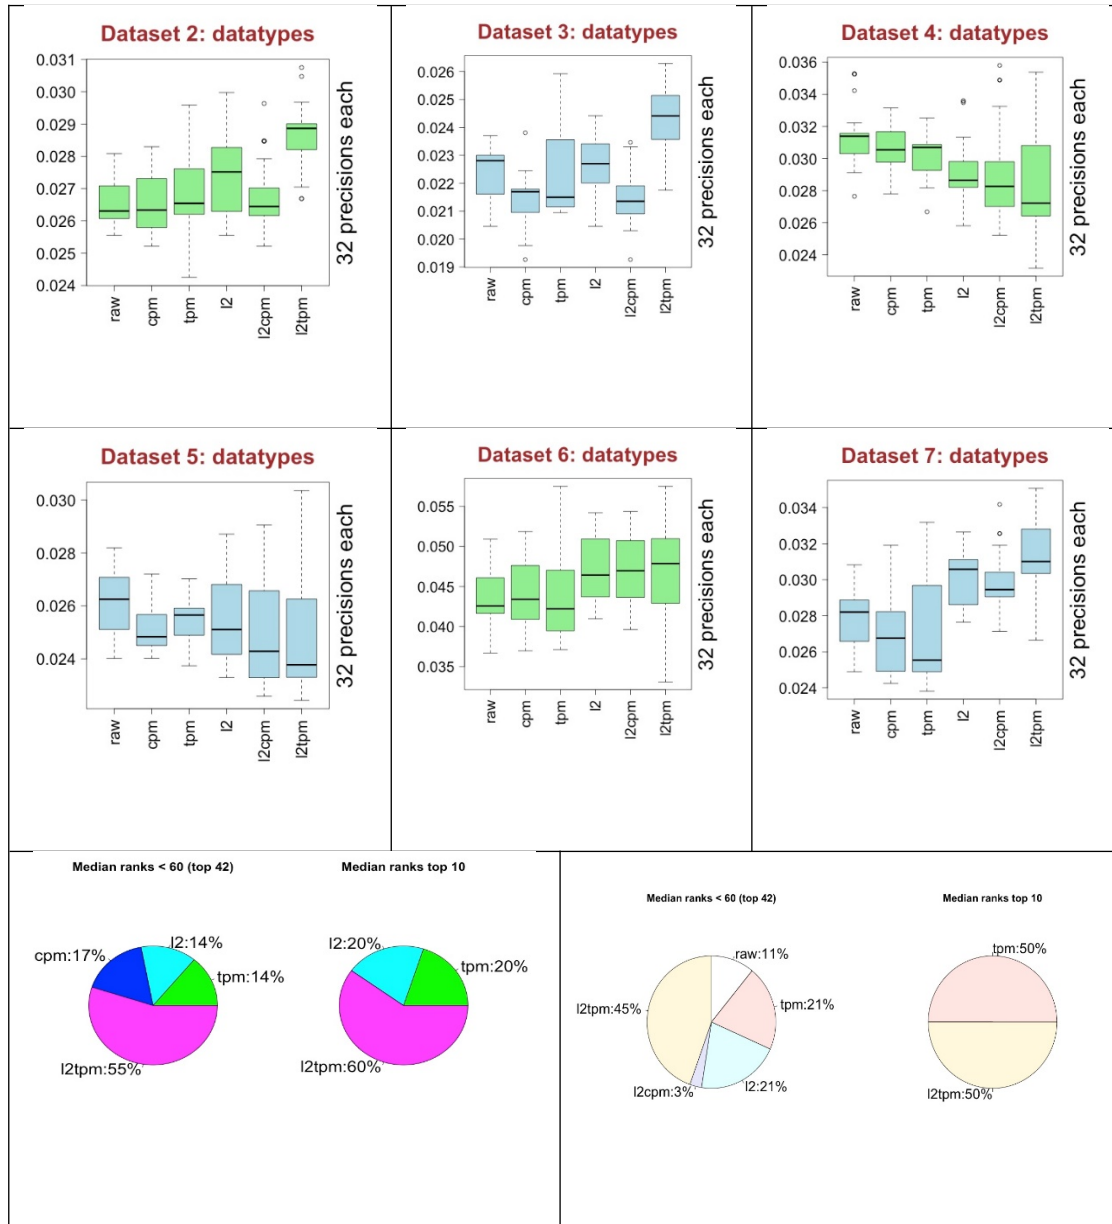 Dataset 2: datatypes
0.031
0.030
0.029
0.028
0.027
0.026
0.025
0.024
raw
cpm
tpm
l2
l2cpm
l2tpm
32 precisions each
Dataset 3: datatypes
0.026
0.025
0.024
0.023
0.022
0.021
0.020
0.019
raw
cpm
tpm
l2
l2cpm
l2tpm
32 precisions each
Dataset 4: datatypes
0.036
0.034
0.032
0.030
0.028
0.026
0.024
raw
cpm
tpm
l2
l2cpm
l2tpm
32 precisions each
Dataset 5: datatypes
0.030
0.028
0.026
0.024
raw
cpm
tpm
l2
l2cpm
l2tpm
32 precisions each
Dataset 6: datatypes
0.055
0.050
0.045
0.040
0.035
raw
cpm
tpm
l2
l2cpm
l2tpm
32 precisions each
Dataset 7: datatypes
0.034
0.032
0.030
0.028
0.026
0.024
raw
cpm
tpm
l2
l2cpm
l2tpm
32 precisions each
Median ranks < 60 (top 42)
cpm:17%
l2:14%
tpm:14%
l2tpm:55%
Median ranks top 10
l2:20%
tpm:20%
l2tpm:60%
Median ranks < 60 (top 42)
raw:11%
tpm:21%
l2tpm:45%
l2cpm:3%
l2:21%
Median ranks top 10
tpm:50%
l2tpm:50%